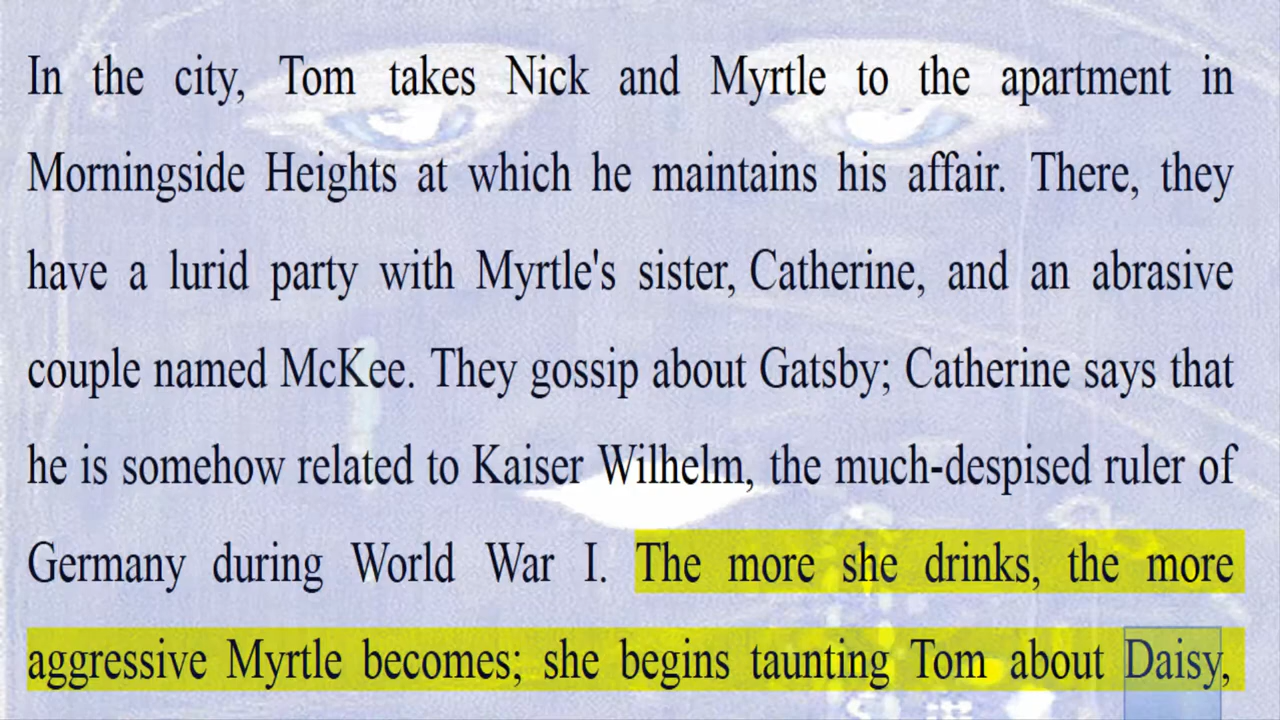 In the city, Tom takes Nick and Myrtle to the apartment in
Morningside Heights at which he maintains his affair. There, they
have a lurid party with Myrtle's sister, Catherine, and an abrasive
couple named McKee. They gossip about Gatsby; Catherine says that
he is somehow related to Kaiser Wilhelm, the much-despised ruler of
Germany during World War I. The more she drinks, the more
aggressive Myrtle becomes; she begins taunting Tom about Daisy,